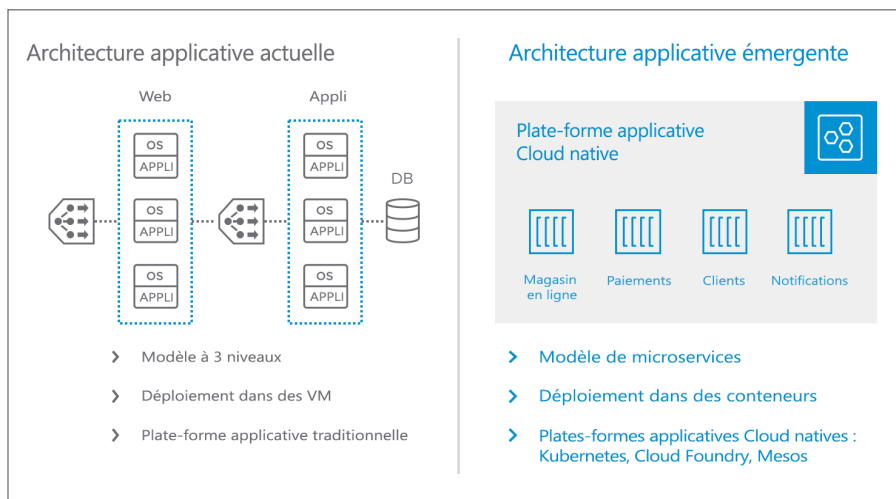 Architecture applicative actuelle
Web
Appli
OS
APPLI
OS
APPLI
OS
APPLI
OS
APPLI
OS
APPLI
OS
APPLI
DB
Modèle à 3 niveaux
Déploiement dans des VM
Plate-forme applicative traditionnelle
Architecture applicative émergente
Plate-forme applicative
Cloud native
Magasin
en ligne
Paiements
Clients
Notifications
Modèle de microservices
Déploiement dans des conteneurs
Plates-formes applicatives Cloud natives :
Kubernetes, Cloud Foundry, Mesos